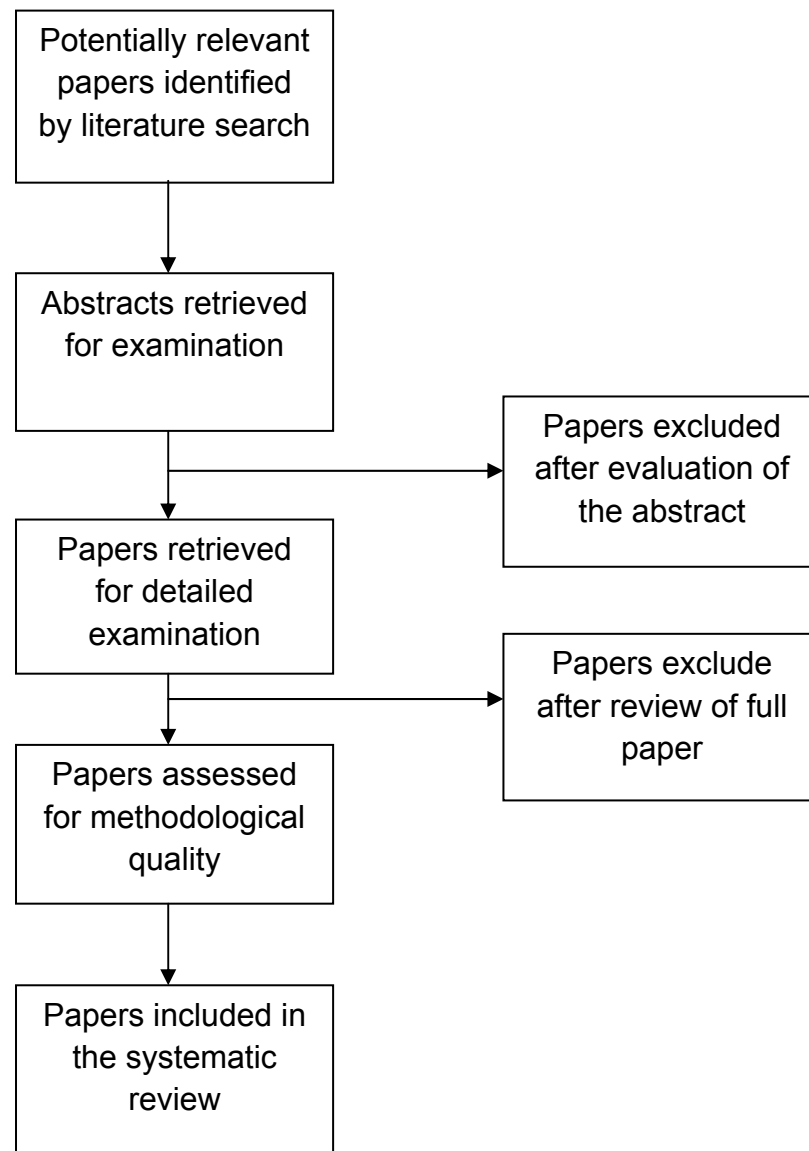 Potentially relevant
papers identified
by literature search
Abstracts retrieved
for examination
Papers excluded
after evaluation of
the abstract
Papers retrieved
for detailed
examination
Papers exclude
after review of full
paper
Papers assessed
for methodological
quality
Papers included in
the systematic
review